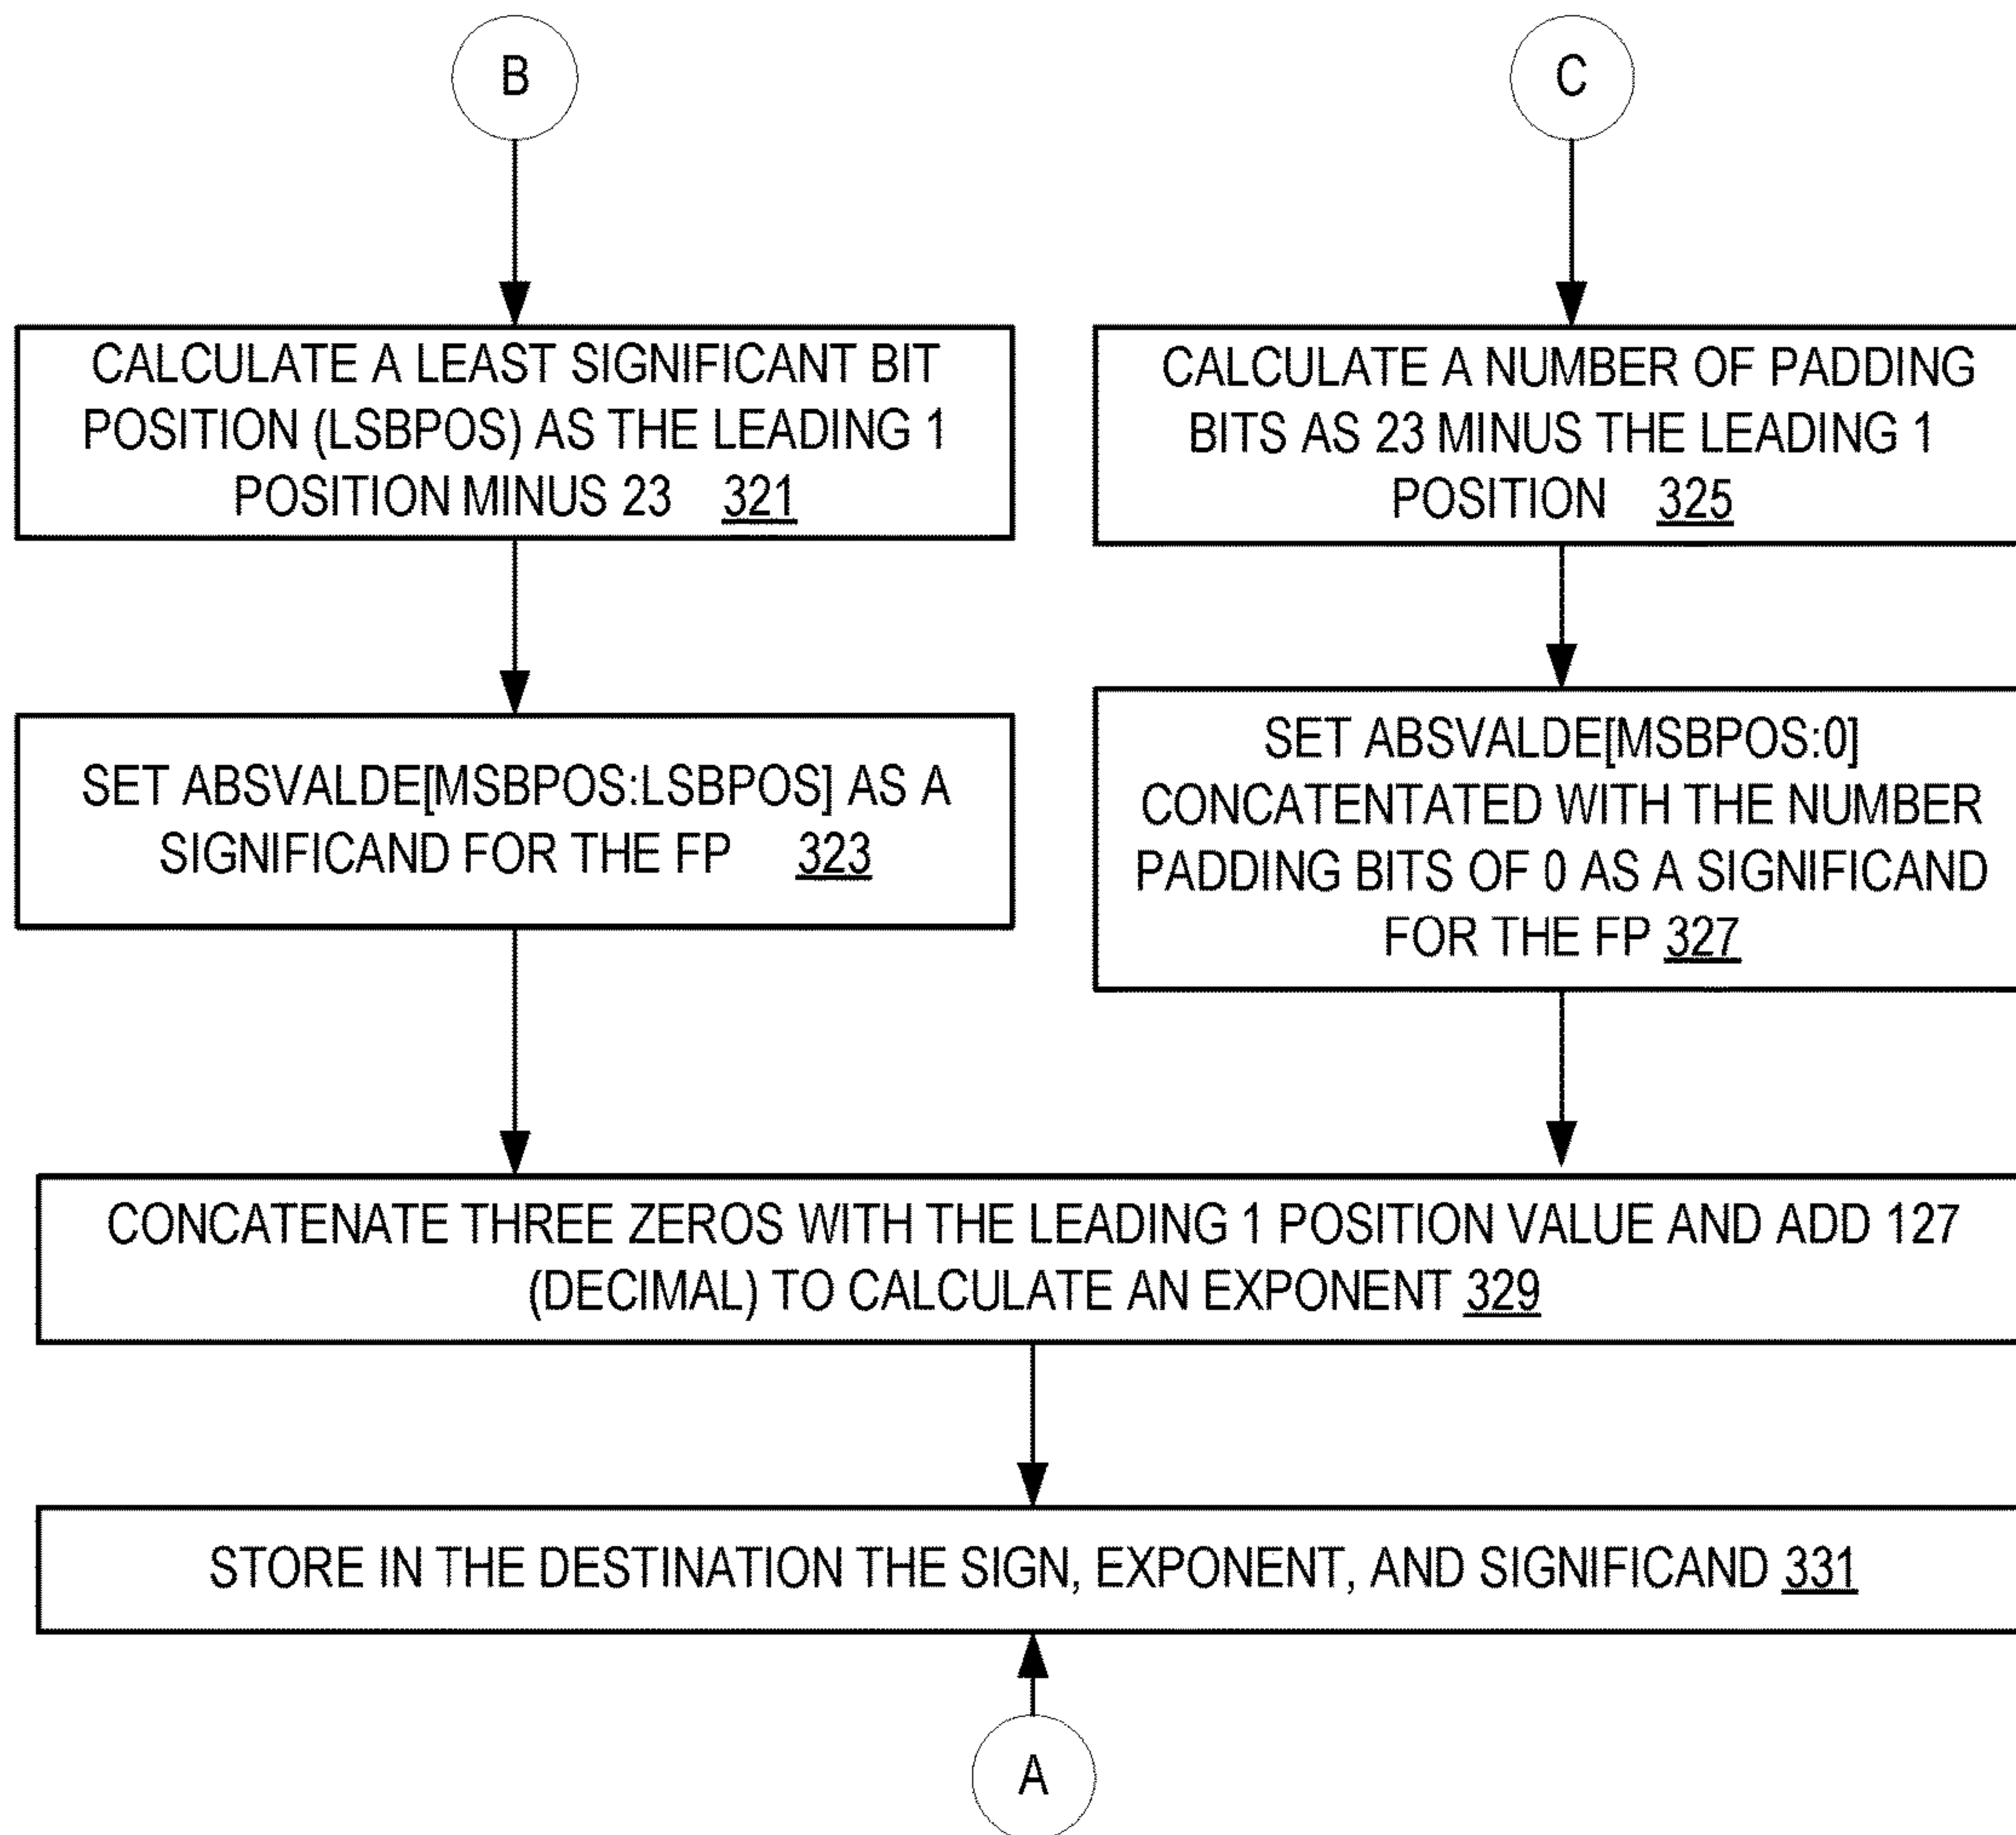 B
C
CALCULATE A LEAST SIGNIFICANT BIT
POSITION (LSBPOS) AS THE LEADING 1
POSITION MINUS 23 321
CALCULATE A NUMBER OF PADDING
BITS AS 23 MINUS THE LEADING 1
POSITION 325
SET ABSVALDE[MSBPOS:LSBPOS] AS A
SIGNIFICAND FOR THE FP 323
SET ABSVALDE[MSBPOS:0]
CONCATENTATED WITH THE NUMBER
PADDING BITS OF 0 AS A SIGNIFICAND
FOR THE FP 327
CONCATENATE THREE ZEROS WITH THE LEADING 1 POSITION VALUE AND ADD 127
(DECIMAL) TO CALCULATE AN EXPONENT 329
STORE IN THE DESTINATION THE SIGN, EXPONENT, AND SIGNIFICAND 331
A